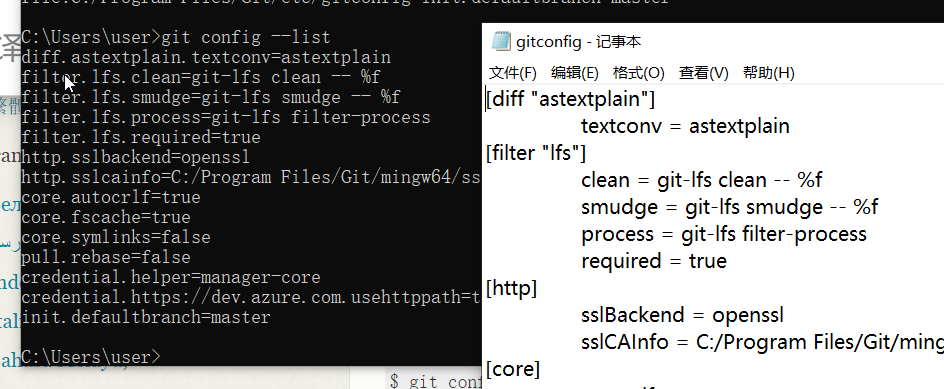 file:C:/Program Files/Git/etc/gitconfig init.defaultbranch=master
C:\Users\user>git config --list
diff.astextplain.textconv=astextplain
filter.lfs.clean=git-lfs clean -- %f
filter.lfs.smudge=git-lfs smudge -- %f
filter.lfs.process=git-lfs filter-process
filter.lfs.required=true
http.sslbackend=openssl
http.sslcainfo=C:/Program Files/Git/mingw64/ss
core.autocrlf=true
core.fscache=true
core.symlinks=false
pull.rebase=false
credential.helper=manager-core
credential.https://dev.azure.com.usehttppath=t
init.defaultbranch=master
C:\Users\user>
gitconfig - 记事本
文件(F) 编辑(E) 格式(O) 查看(V) 帮助(H)
[diff "astextplain"]
textconv = astextplain
[filter "lfs"]
clean = git-lfs clean -- %f
smudge = git-lfs smudge -- %f
process = git-lfs filter-process
required = true
[http]
sslBackend = openssl
sslCAInfo = C:/Program Files/Git/ming
[core]
$ git conf